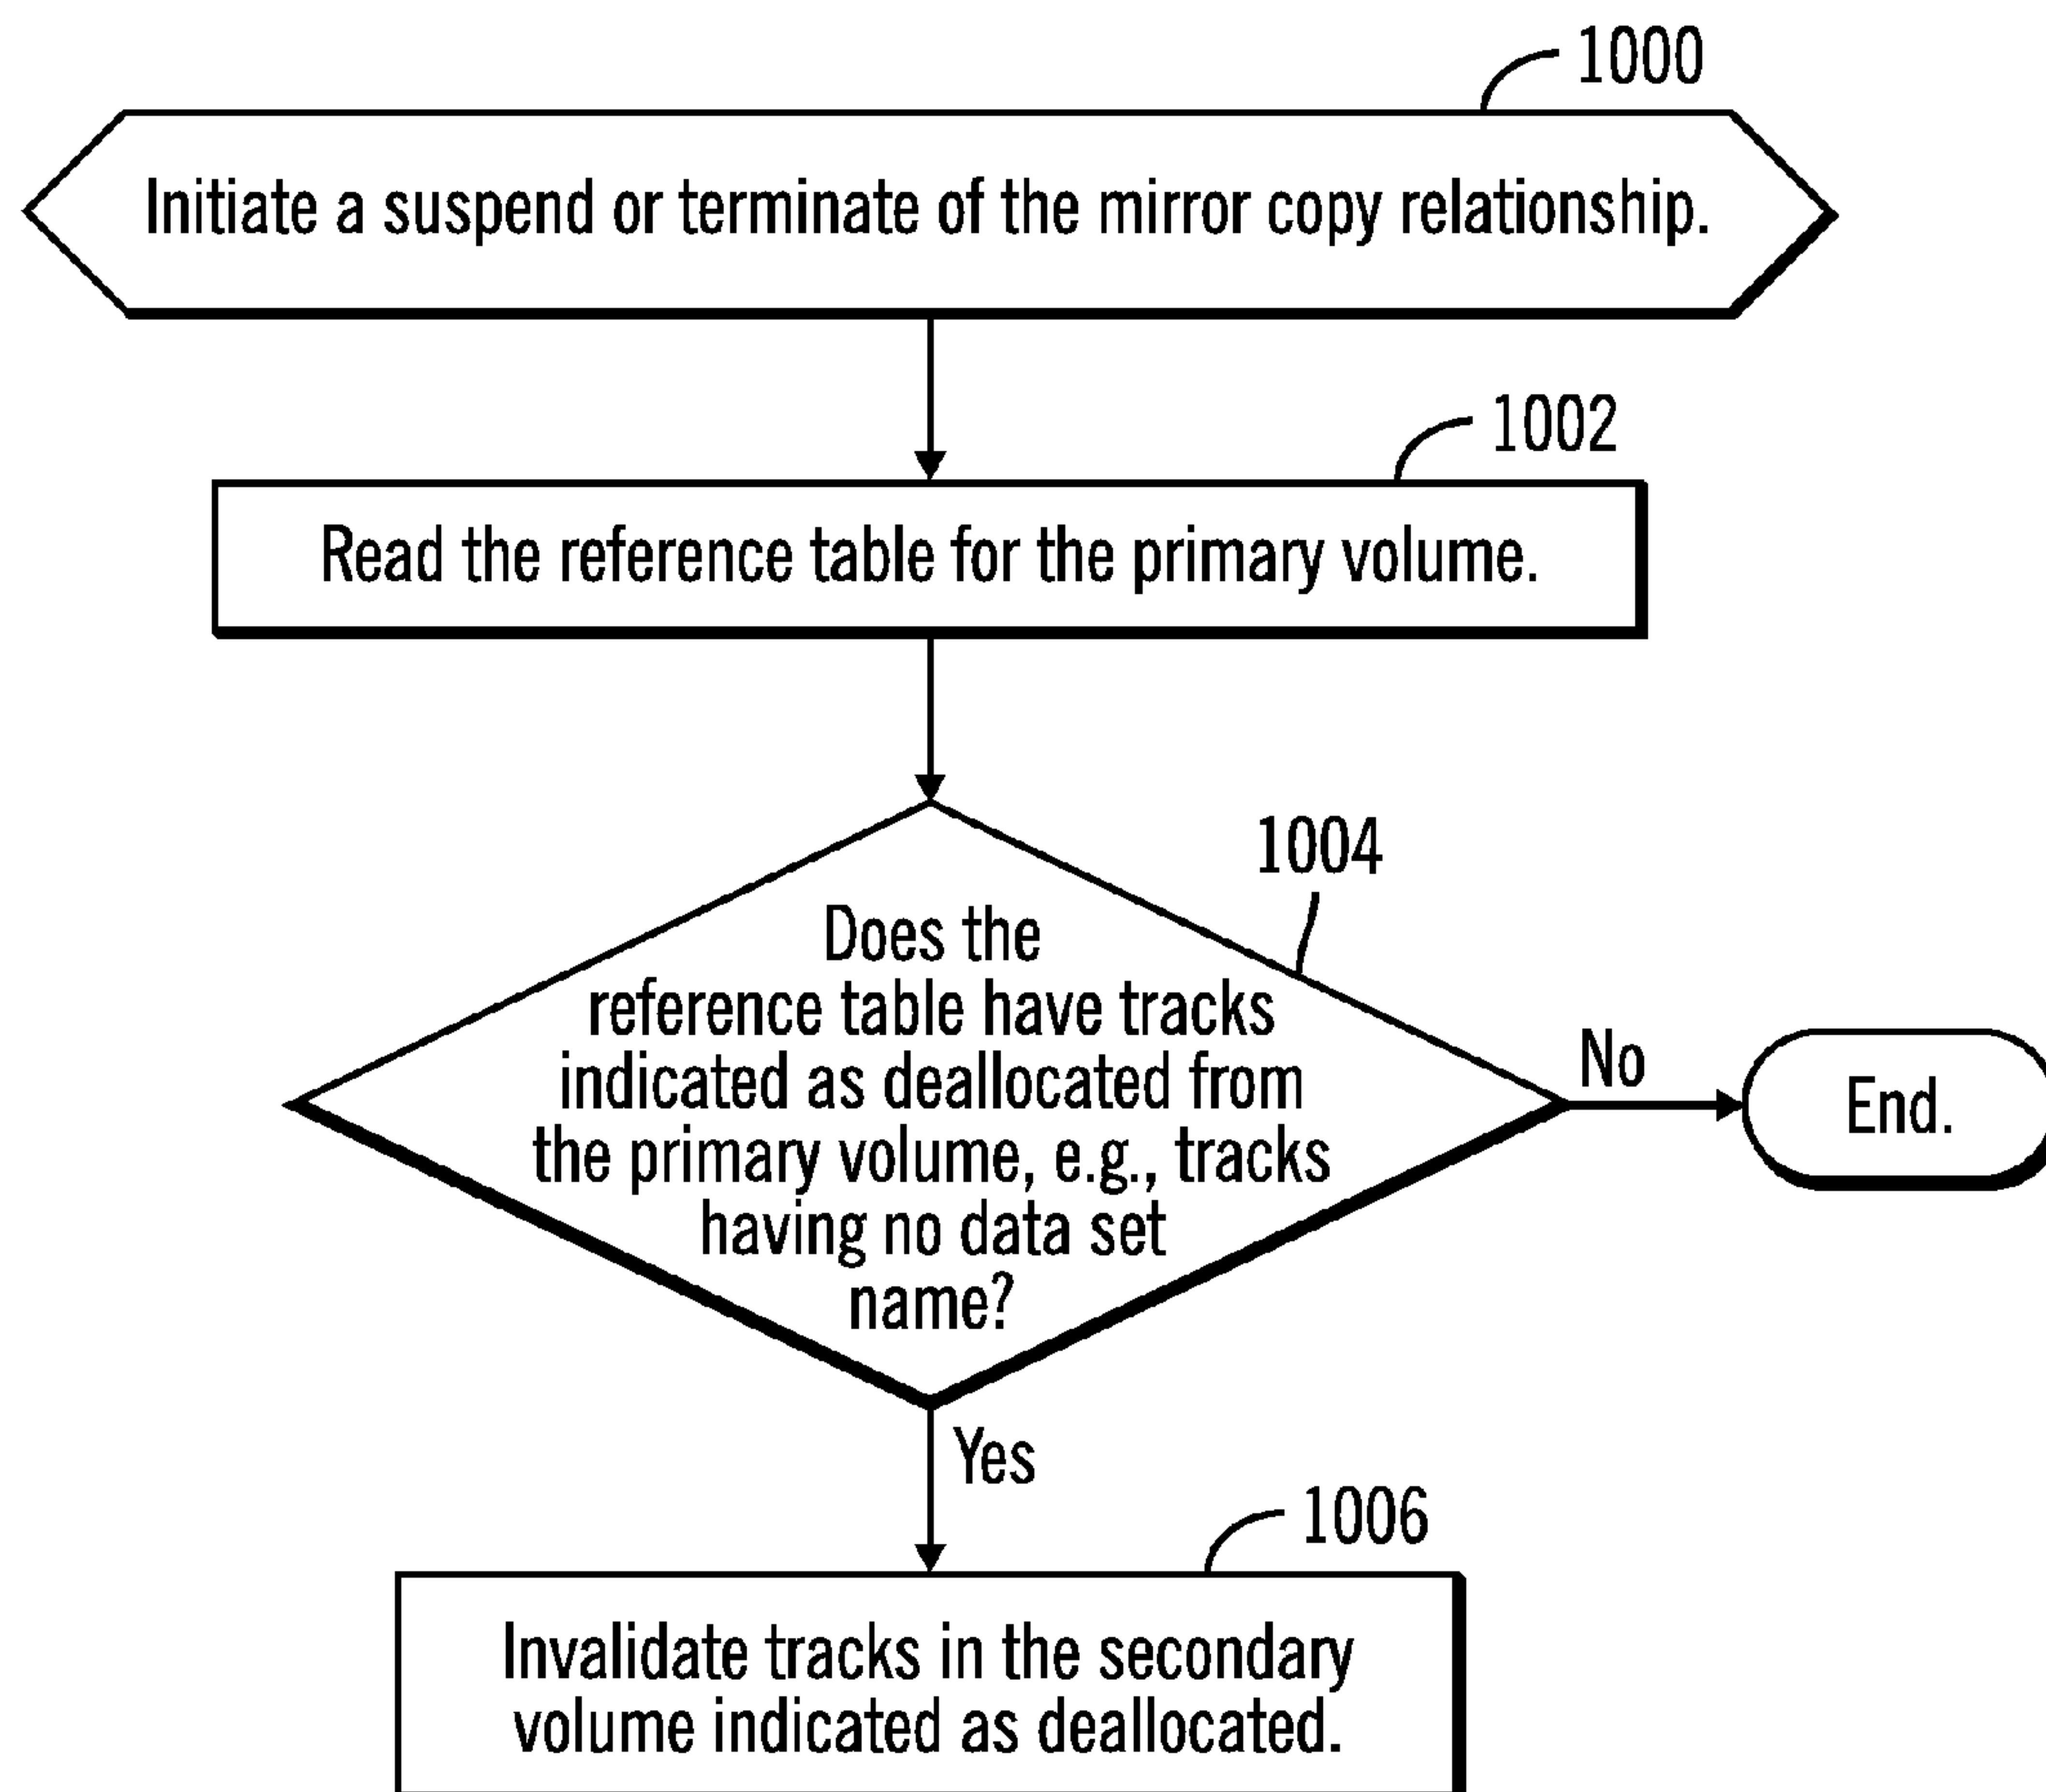 1000
Initiate a suspend or terminate of the mirror copy relationship.
1002
Read the reference table for the primary volume.
1004
Does the
reference table have tracks
indicated as deallocated from
the primary volume, e.g., tracks
having no data set
name?
No
End.
Yes
1006
Invalidate tracks in the secondary
volume indicated as deallocated.